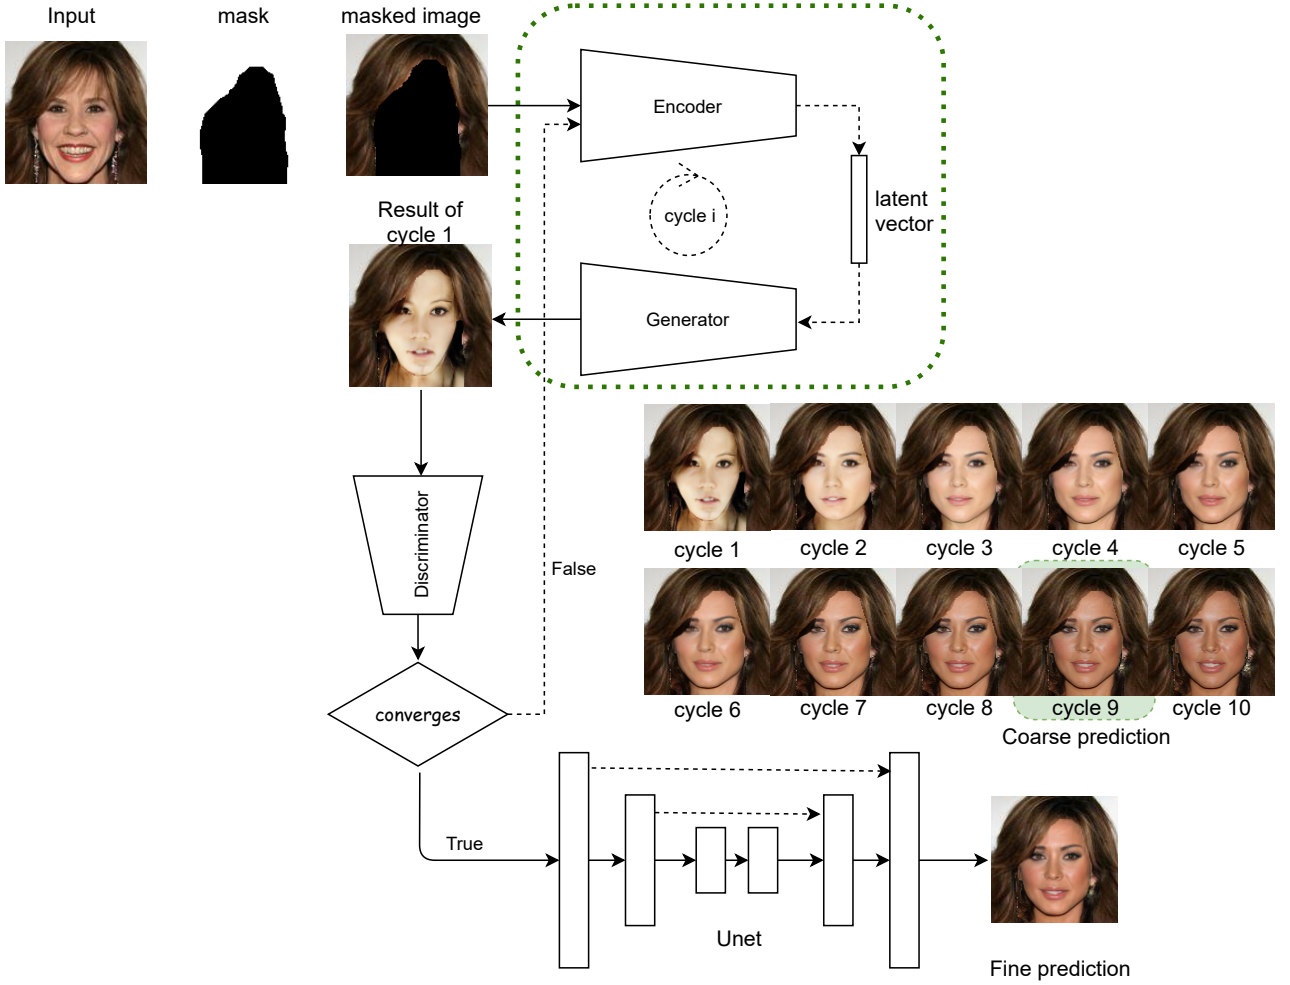 Input
mask
masked image
Encoder
latent
vector
cycle i
Result of
cycle 1
Generator
Discriminator
False
cycle 1
cycle 2
cycle 3
cycle 4
cycle 5
cycle 6
cycle 7
cycle 8
cycle 9
cycle 10
Coarse prediction
converges
True
Unet
Fine prediction